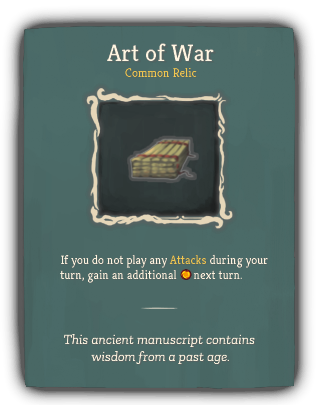 Art of War
Common Relic
If you do not play any Attacks during your
turn, gain an additional next turn.
This ancient manuscript contains
wisdom from a past age.